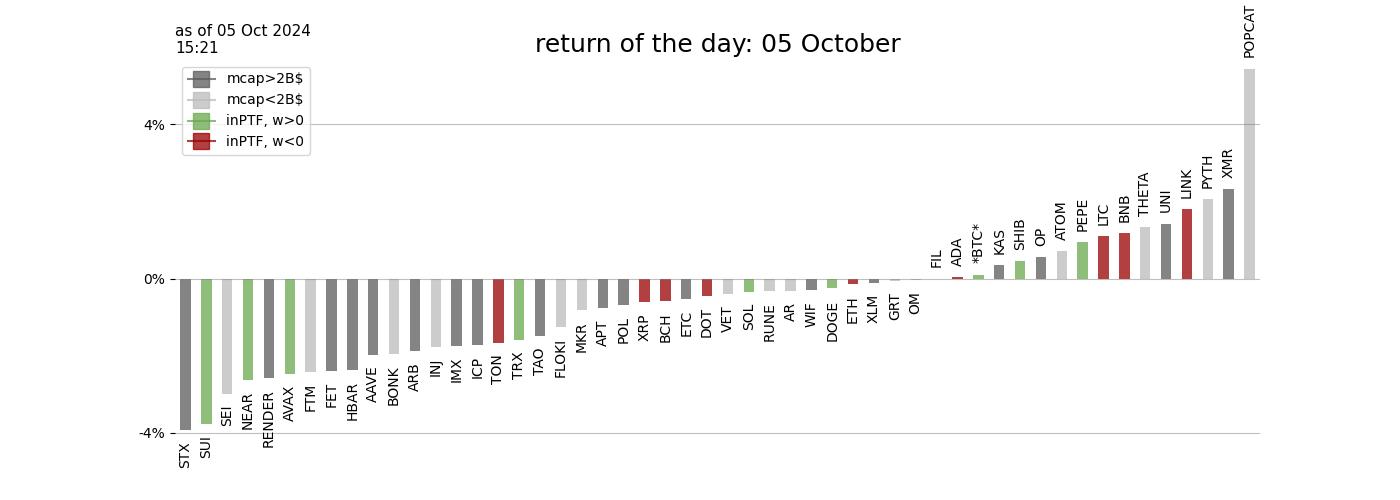 as of 05 Oct 2024
15:21
return of the day: 05 October
mcap>2B$
mcap<2B$
inPTF, w>0
inPTF, w<0
4%
0%
-4%
STX
SUI
SEI
NEAR
RENDER
AVAX
FTM
FET
HBAR
AAVE
BONK
ARB
INJ
IMX
ICP
TON
TRX
TAO
FLOKI
MKR
APT
POL
XRP
BCH
ETC
DOT
VET
SOL
RUNE
AR
WIF
DOGE
ETH
XLM
GRT
OM
FIL
ADA
*BTC*
KAS
SHIB
OP
ATOM
PEPE
LTC
BNB
THETA
UNI
LINK
PYTH
XMR
POPCAT